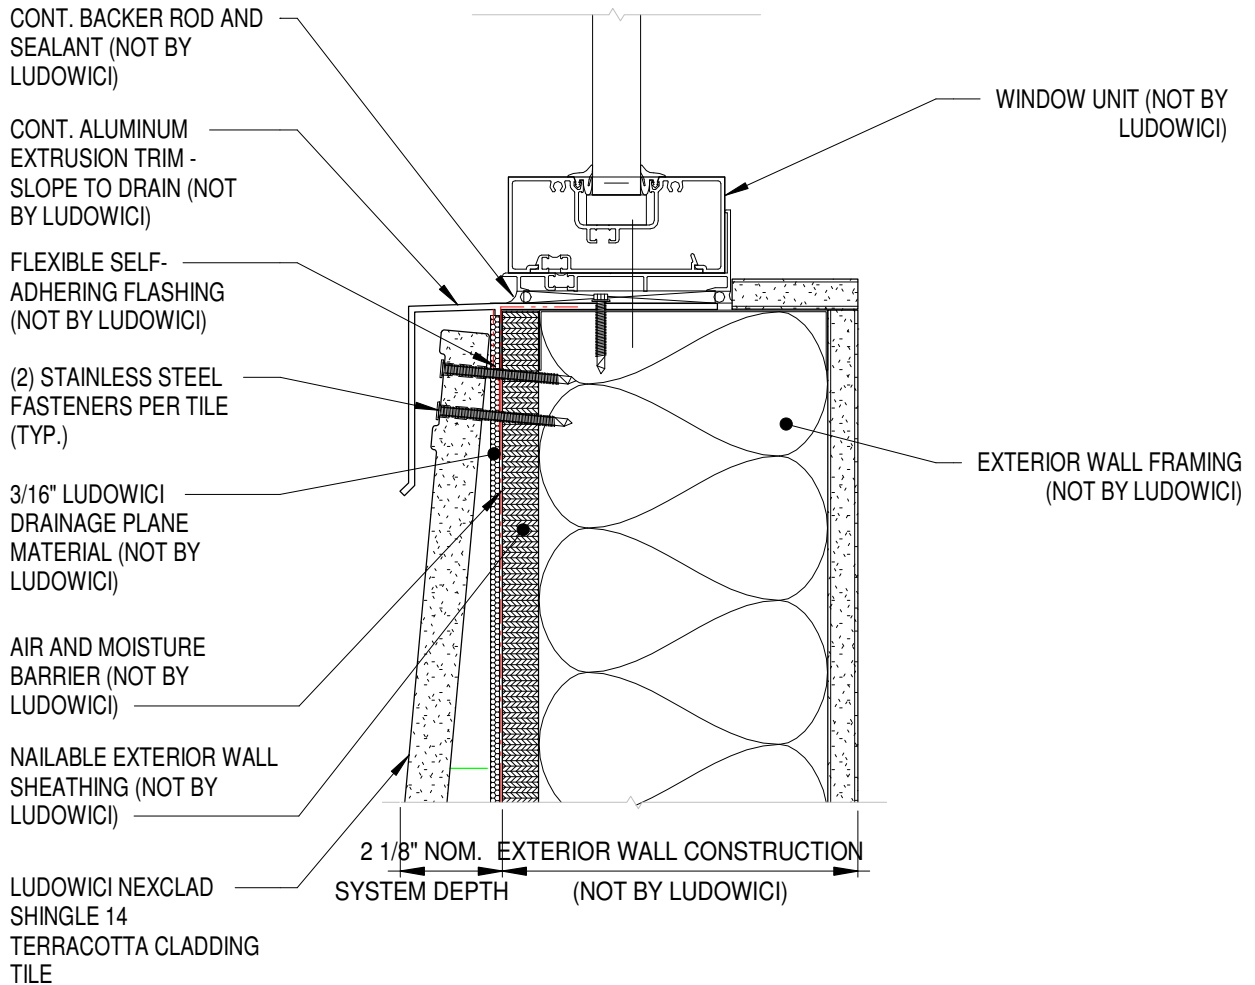 CONT. BACKER ROD AND
SEALANT (NOT BY
LUDOWICI)
CONT. ALUMINUM
EXTRUSION TRIM -
SLOPE TO DRAIN (NOT
BY LUDOWICI)
FLEXIBLE SELF-
ADHERING FLASHING
(NOT BY LUDOWICI)
(2) STAINLESS STEEL
FASTENERS PER TILE
(TYP.)
3/16" LUDOWICI
DRAINAGE PLANE
MATERIAL (NOT BY
LUDOWICI)
AIR AND MOISTURE
BARRIER (NOT BY
LUDOWICI)
NAILABLE EXTERIOR WALL
SHEATHING (NOT BY
LUDOWICI)
LUDOWICI NEXCLAD
SHINGLE 14
TERRACOTTA CLADDING
TILE
WINDOW UNIT (NOT BY
LUDOWICI)
EXTERIOR WALL FRAMING
(NOT BY LUDOWICI)
2 1/8" NOM.
SYSTEM DEPTH
EXTERIOR WALL CONSTRUCTION
(NOT BY LUDOWICI)